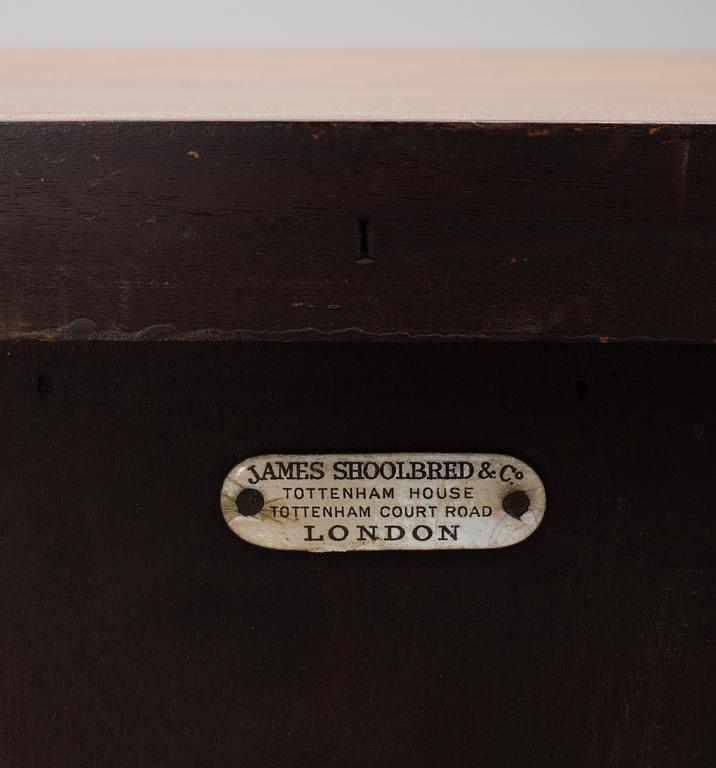 JAMES SHOOLBRED & Co.
TOTTENHAM HOUSE
TOTTENHAM COURT ROAD
LONDON